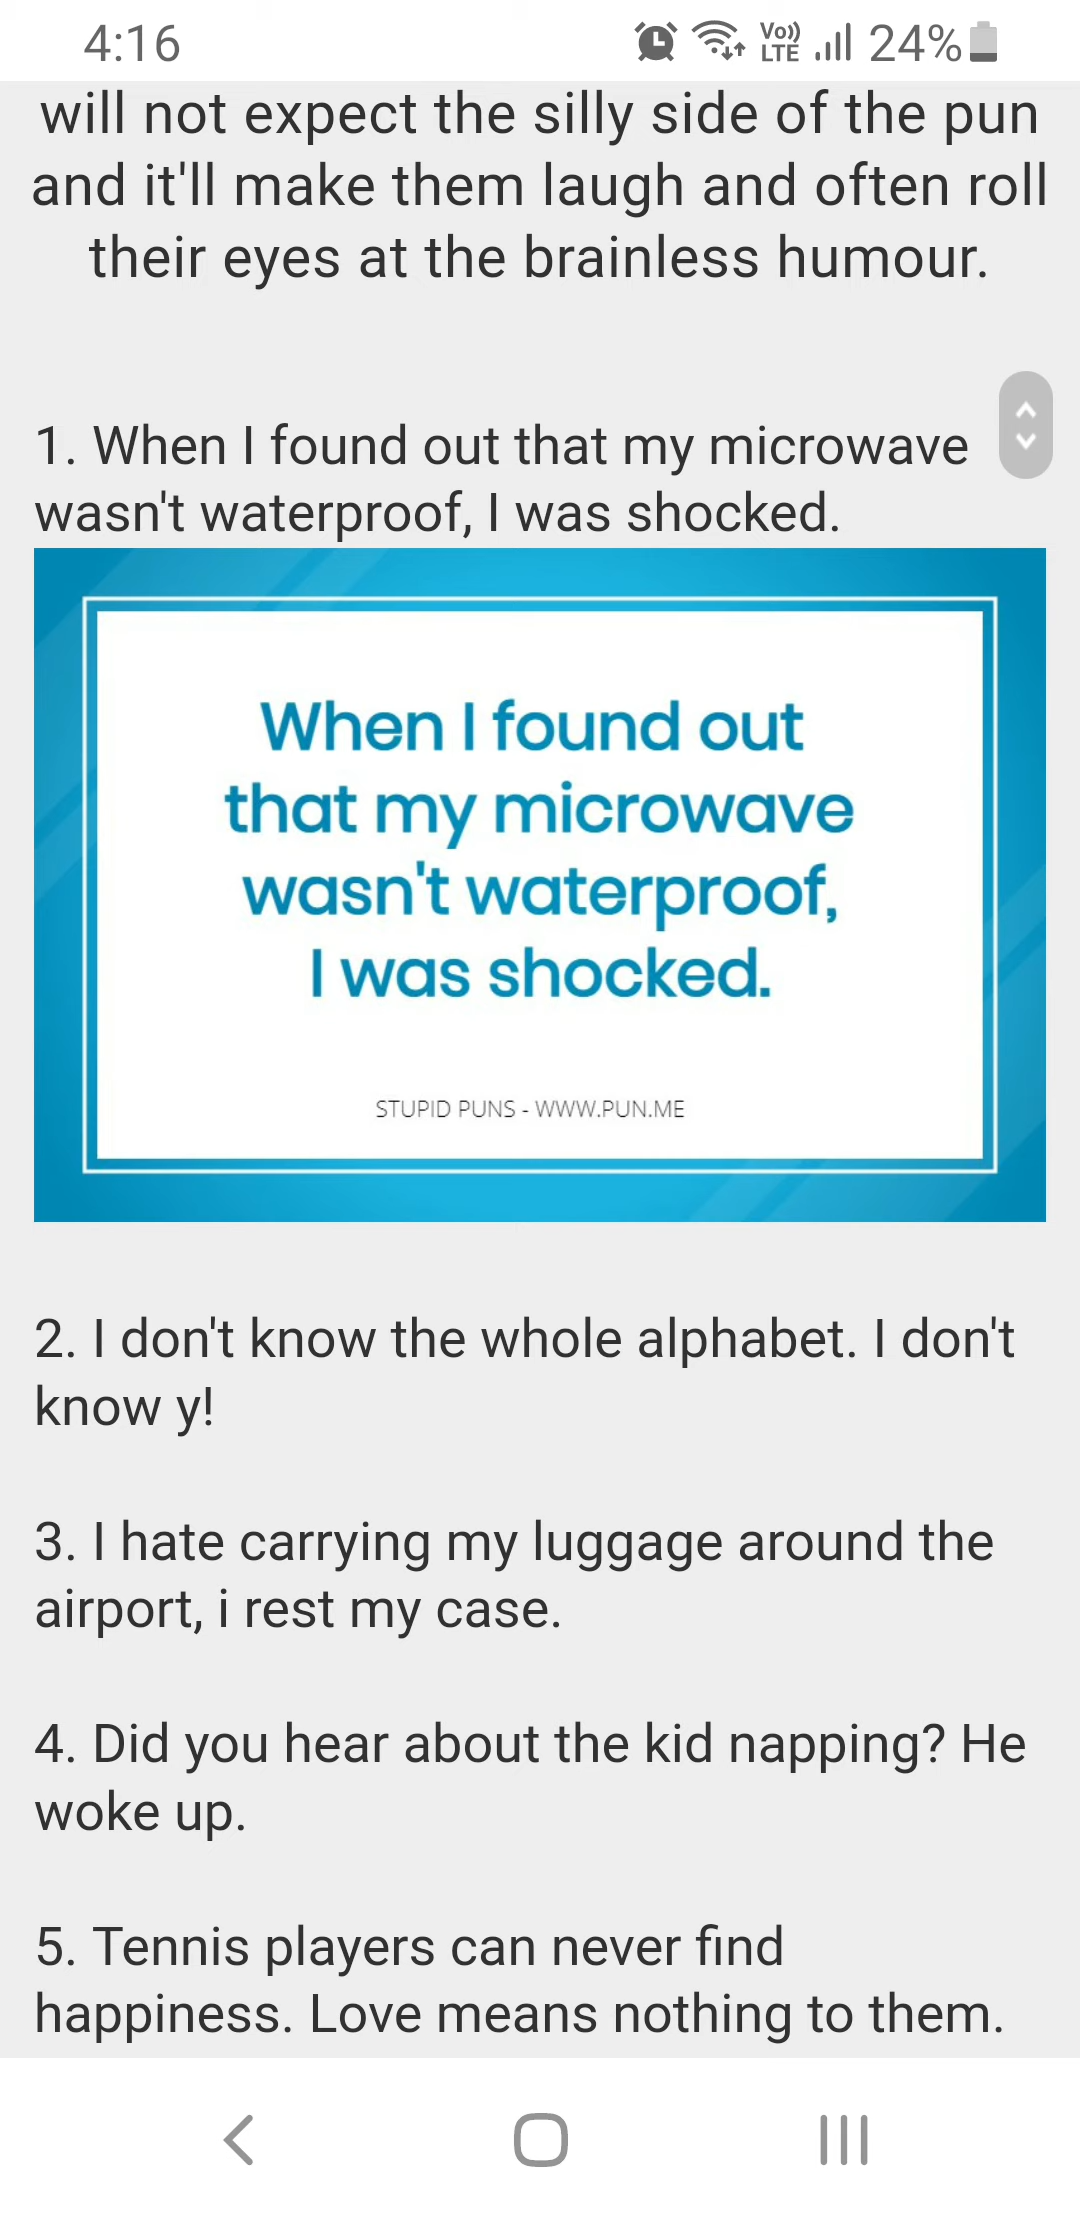 4:16 Vo)) LTE 24%
will not expect the silly side of the pun
and it'll make them laugh and often roll
their eyes at the brainless humour.
1. When I found out that my microwave
wasn't waterproof, I was shocked.
When I found out
that my microwave
wasn't waterproof,
I was shocked.
STUPID PUNS - WWW.PUN.ME
2. I don't know the whole alphabet. I don't
know y!
3. I hate carrying my luggage around the
airport, i rest my case.
4. Did you hear about the kid napping? He
woke up.
5. Tennis players can never find
happiness. Love means nothing to them.